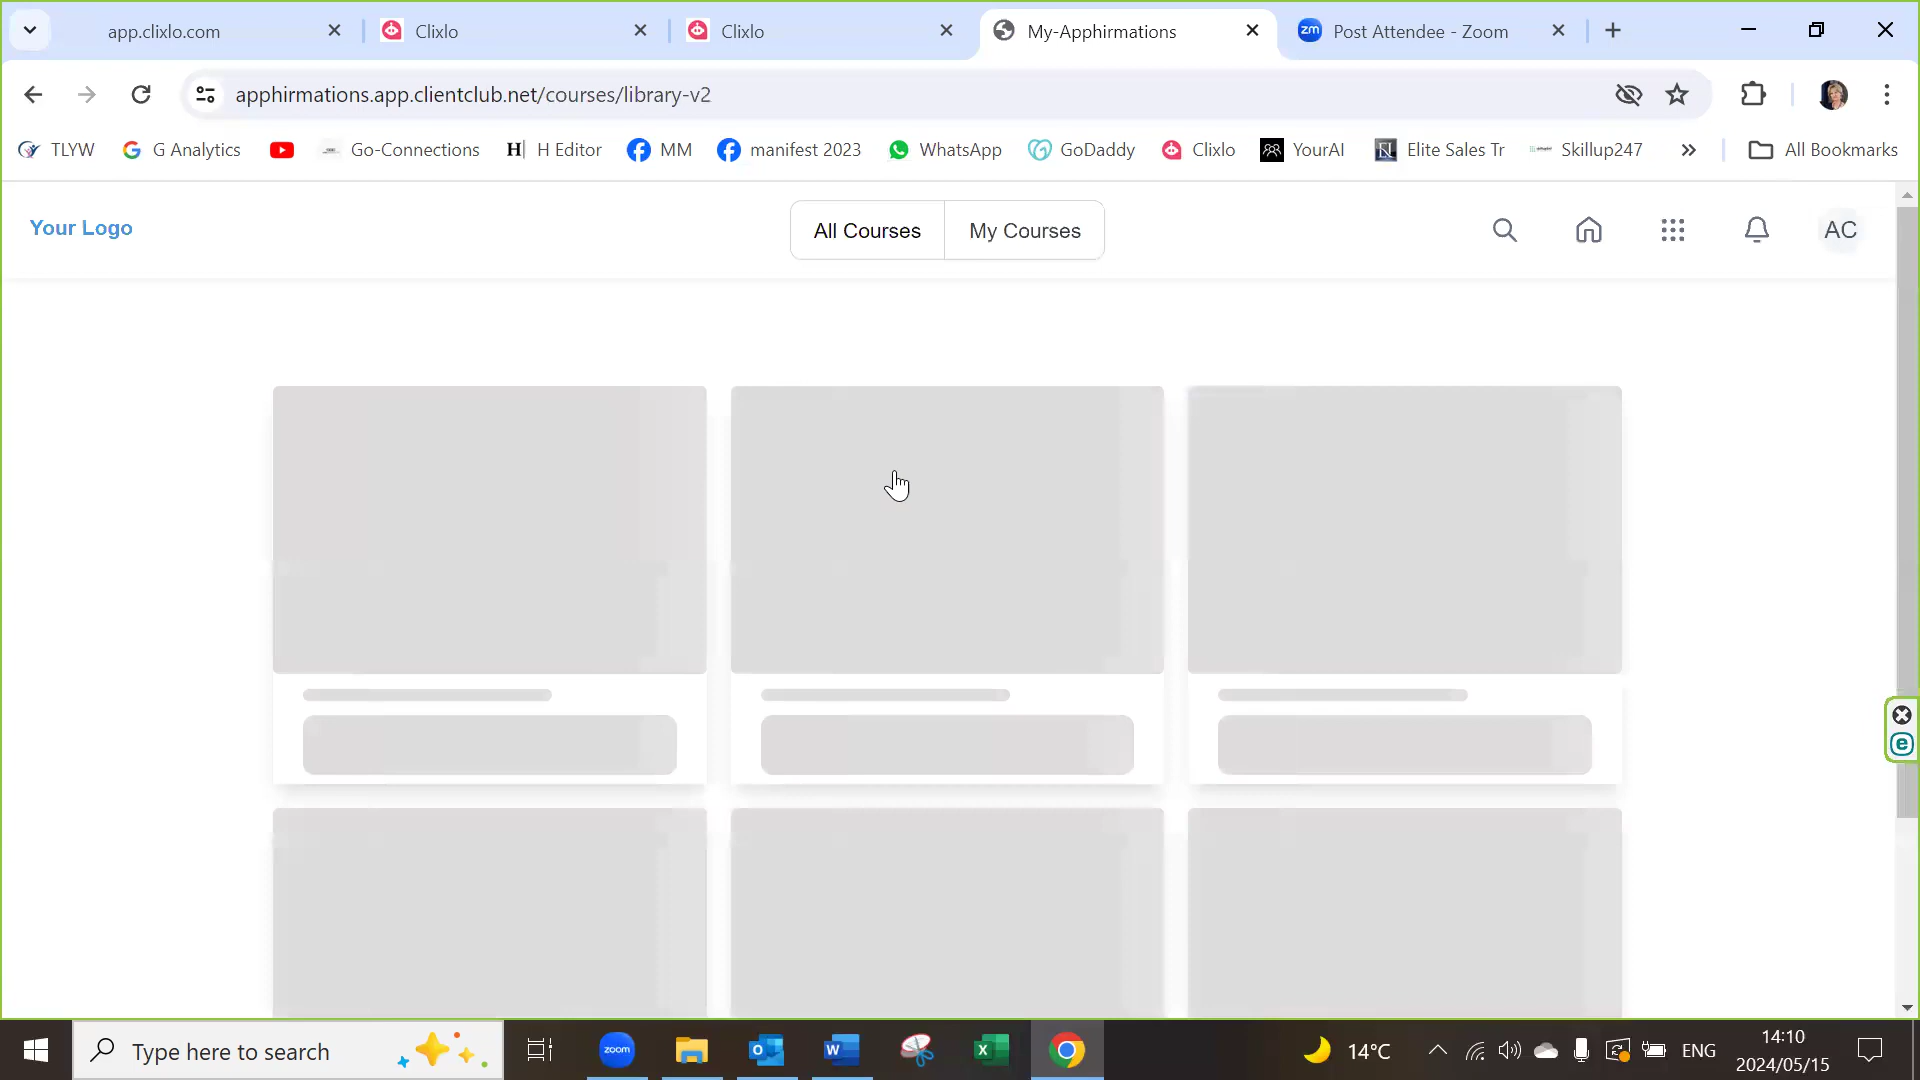 app.clixlo.com
Clixlo
Clixlo
My-Apphirmations
zm
Post Attendee - Zoom
apphirmations.app.clientclub.net/courses/library-v2
TLYW
G Analytics
Go-Connections
H Editor
MM
manifest 2023
WhatsApp
GoDaddy
Clixlo
YourAI
Elite Sales Tr
Skillup247
All Bookmarks
Your Logo
All Courses
My Courses
AC
Type here to search
zoom
14°C
ENG
14:10
2024/05/15